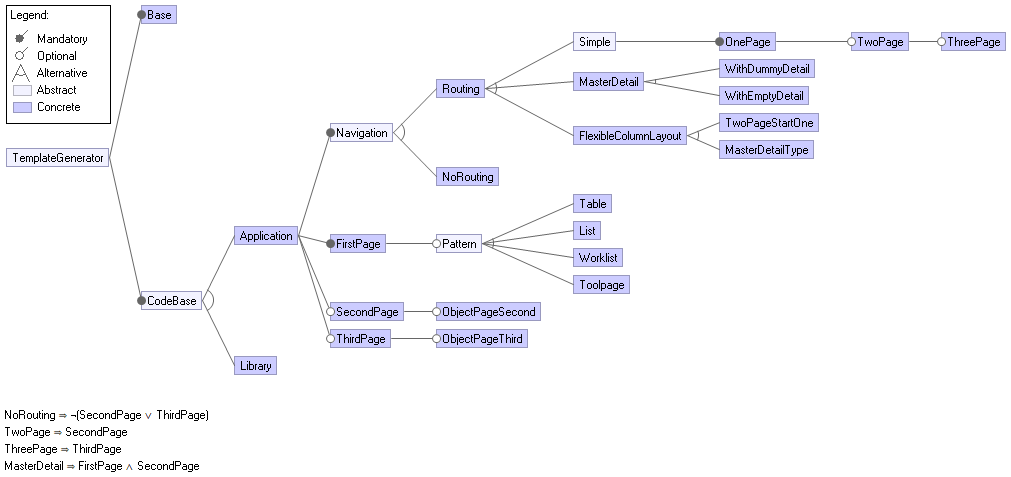 Legend:
Mandatory
Optional
Alternative
Abstract
Concrete
TemplateGenerator
Base
CodeBase
Application
Library
Navigation
FirstPage
SecondPage
ThirdPage
Routing
NoRouting
Pattern
ObjectPageSecond
ObjectPageThird
Simple
MasterDetail
FlexibleColumnLayout
Table
List
Worklist
Toolpage
OnePage
TwoPage
ThreePage
WithDummyDetail
WithEmptyDetail
TwoPageStartOne
MasterDetailType
NoRouting ⇒ ¬(SecondPage ∨ ThirdPage)
TwoPage ⇒ SecondPage
ThreePage ⇒ ThirdPage
MasterDetail ⇒ FirstPage ∧ SecondPage